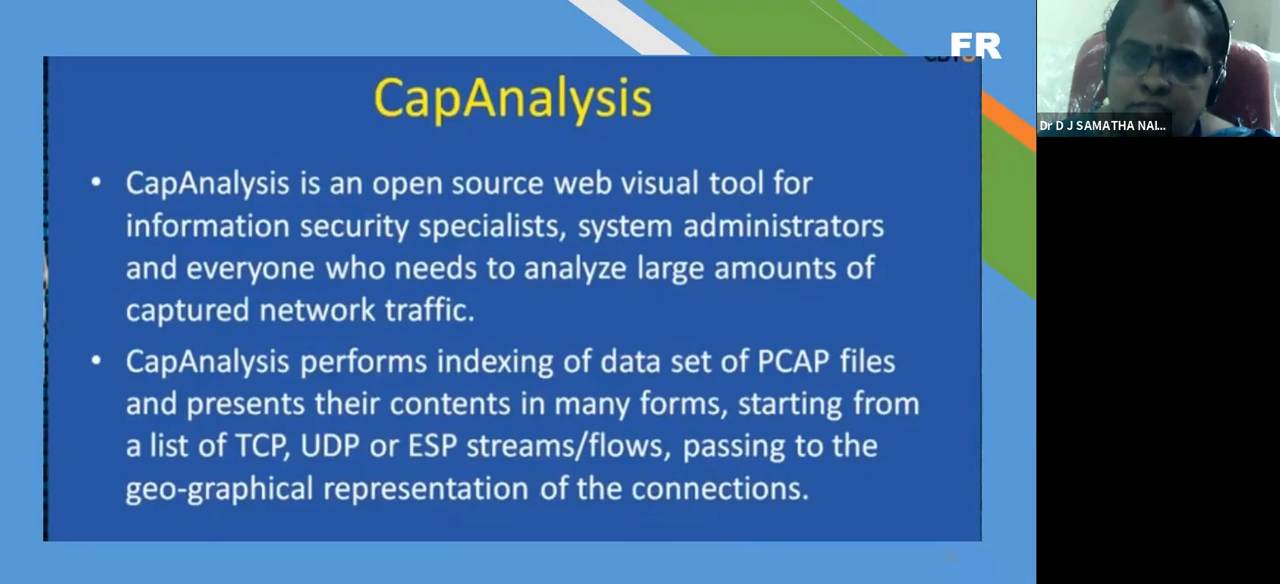 FR
CapAnalysis
• CapAnalysis is an open source web visual tool for
information security specialists, system administrators
and everyone who needs to analyze large amounts of
captured network traffic.
• CapAnalysis performs indexing of data set of PCAP files
and presents their contents in many forms, starting from
a list of TCP, UDP or ESP streams/flows, passing to the
geo-graphical representation of the connections.
Dr D J SAMATHA NAI...